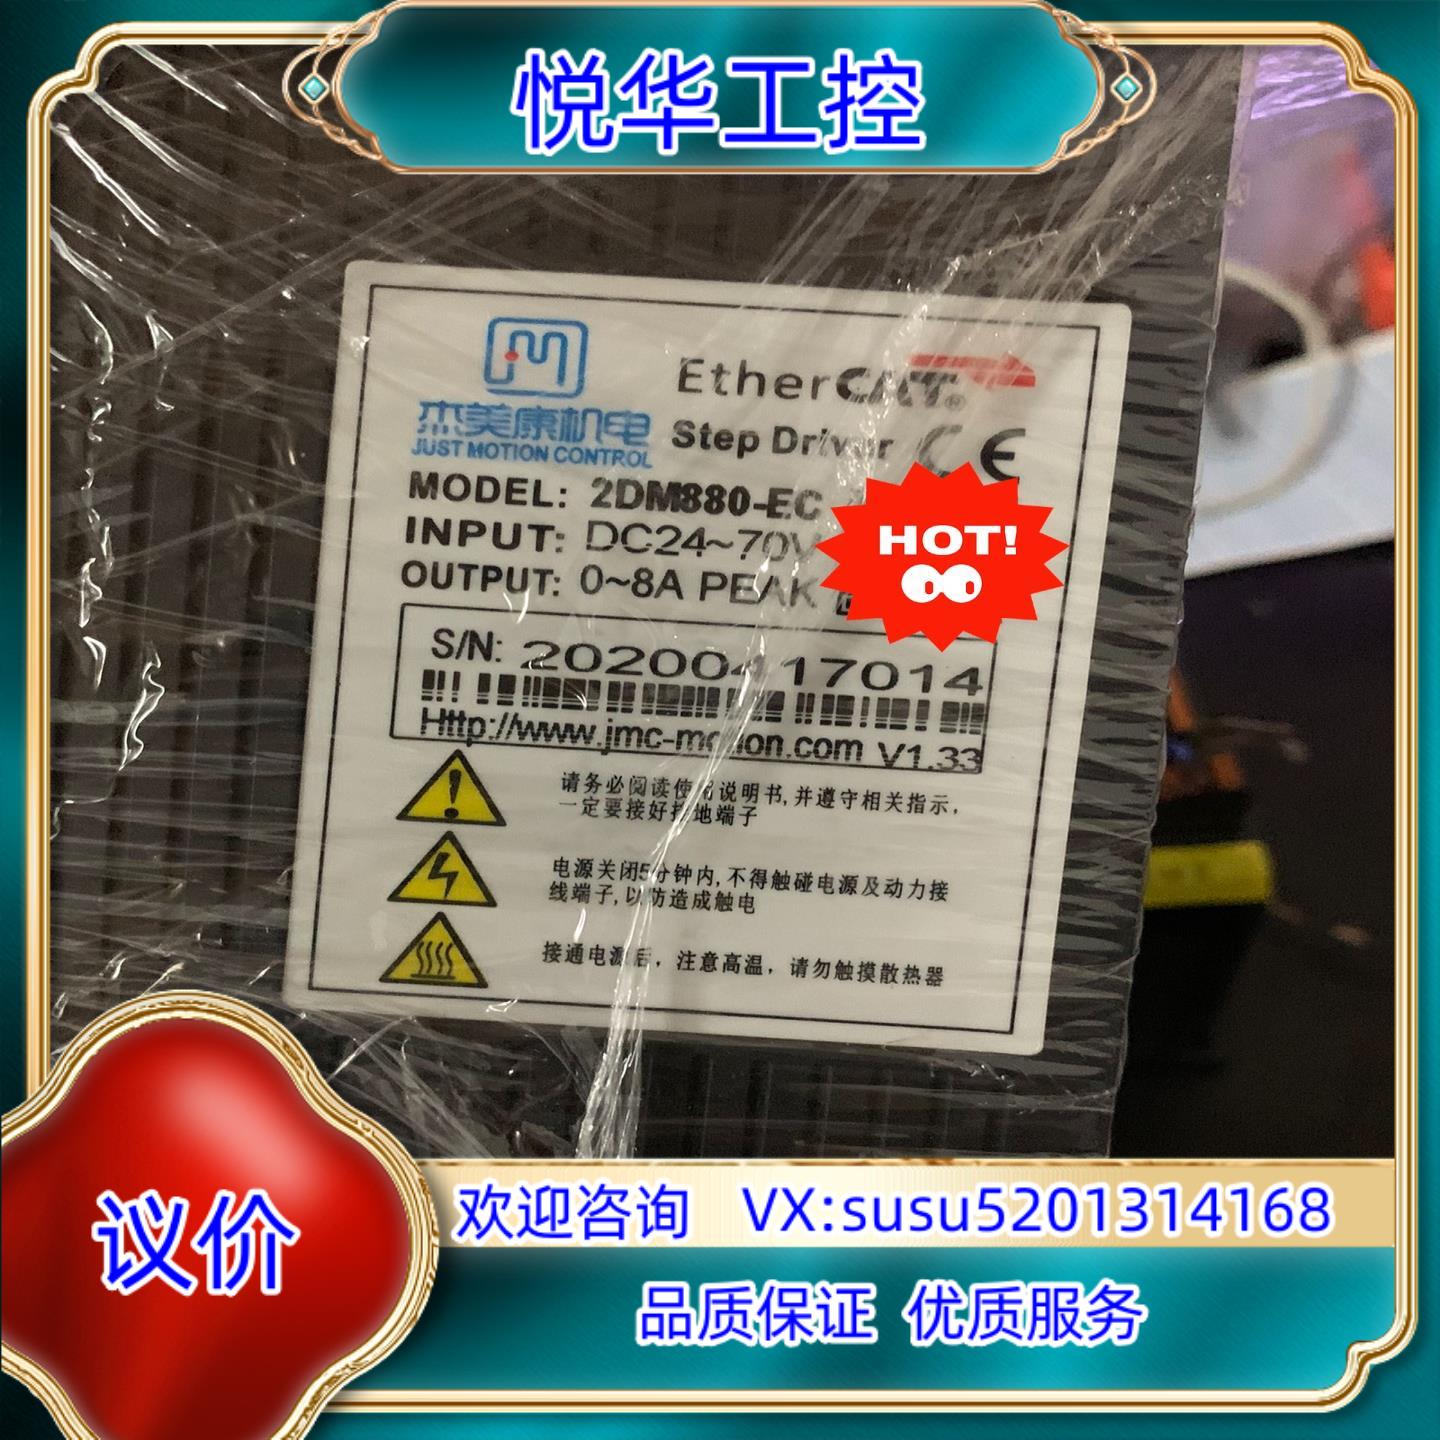 悦华工控
杰美康机电
JUST MOTION CONTROL
EtherCAT®
Step Driver CE
MODEL: 2DM880-EC
INPUT: DC24~70V
OUTPUT: 0~8A PEAK
HOT!
S/N: 20200417014
Http://www.jmc-motion.com V1.33
请务必阅读使用说明书,并遵守相关指示,
一定要接好接地端子
电源关闭5分钟内,不得触碰电源及动力接
线端子,以防造成触电
接通电源后，注意高温，请勿触摸散热器
议价
欢迎咨询 VX:susu5201314168
品质保证 优质服务